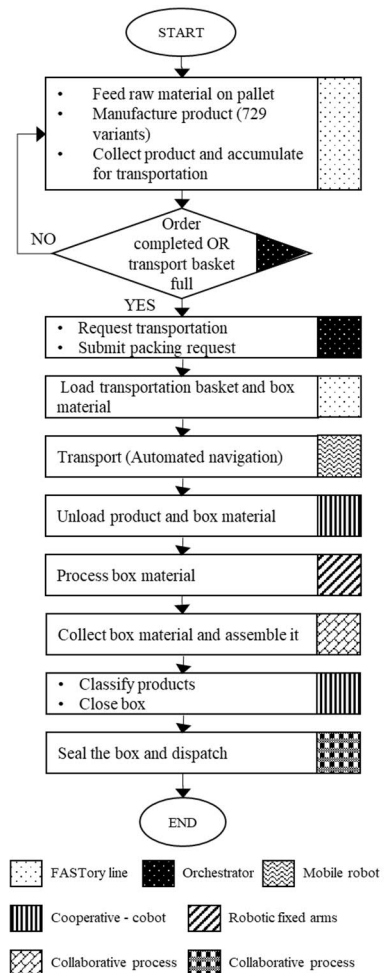 START
• Feed raw material on pallet
• Manufacture product (729
variants)
• Collect product and accumulate
for transportation
Order
completed OR
transport basket
full
NO
YES
• Request transportation
• Submit packing request
Load transportation basket and box
material
Transport (Automated navigation)
Unload product and box material
Process box material
Collect box material and assemble it
• Classify products
• Close box
Seal the box and dispatch
END
FASTory line
Orchestrator
Mobile robot
Cooperative - cobot
Robotic fixed arms
Collaborative process
Collaborative process